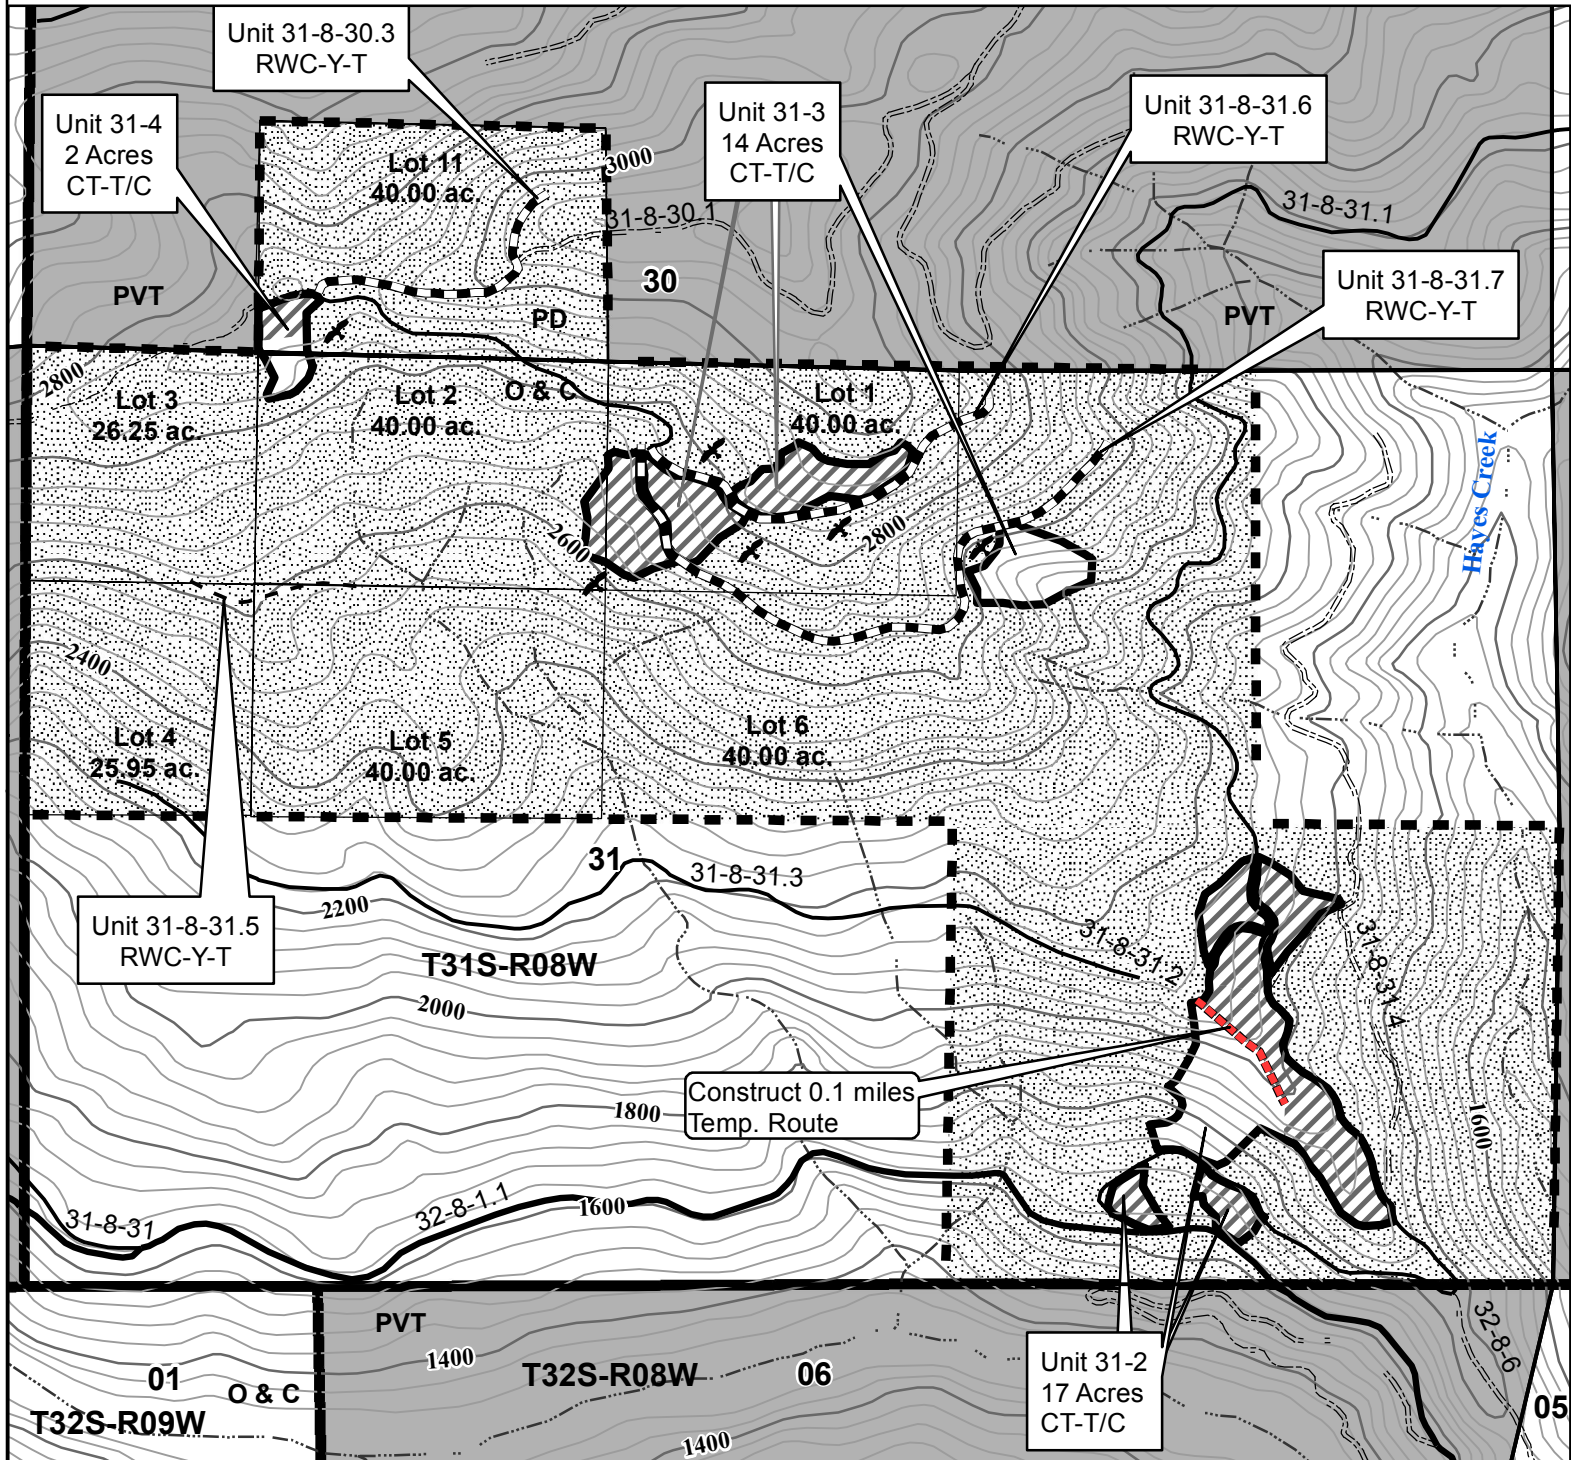 Unit 31-8-30.3
RWC-Y-T
Unit 31-4
2 Acres
CT-T/C
Unit 31-3
14 Acres
CT-T/C
Unit 31-8-31.6
RWC-Y-T
Lot 11
40.00 ac.
3000
31-8-30.1
31-8-31.1
Unit 31-8-31.7
RWC-Y-T
PVT
30
PD
PVT
2800
Lot 3
26.25 ac.
Lot 2
40.00 ac.
O & C
Lot 1
40.00 ac.
Hayes Creek
2600
2800
2400
Lot 4
25.95 ac.
Lot 5
40.00 ac.
Lot 6
40.00 ac.
31
31-8-31.3
2200
Unit 31-8-31.5
RWC-Y-T
T31S-R08W
31-8-31.2
31-8-31.4
2000
Construct 0.1 miles
Temp. Route
1800
1600
31-8-31
32-8-1.1
1600
PVT
1400
01
O & C
T32S-R09W
T32S-R08W
06
1400
Unit 31-2
17 Acres
CT-T/C
32-8-6
05